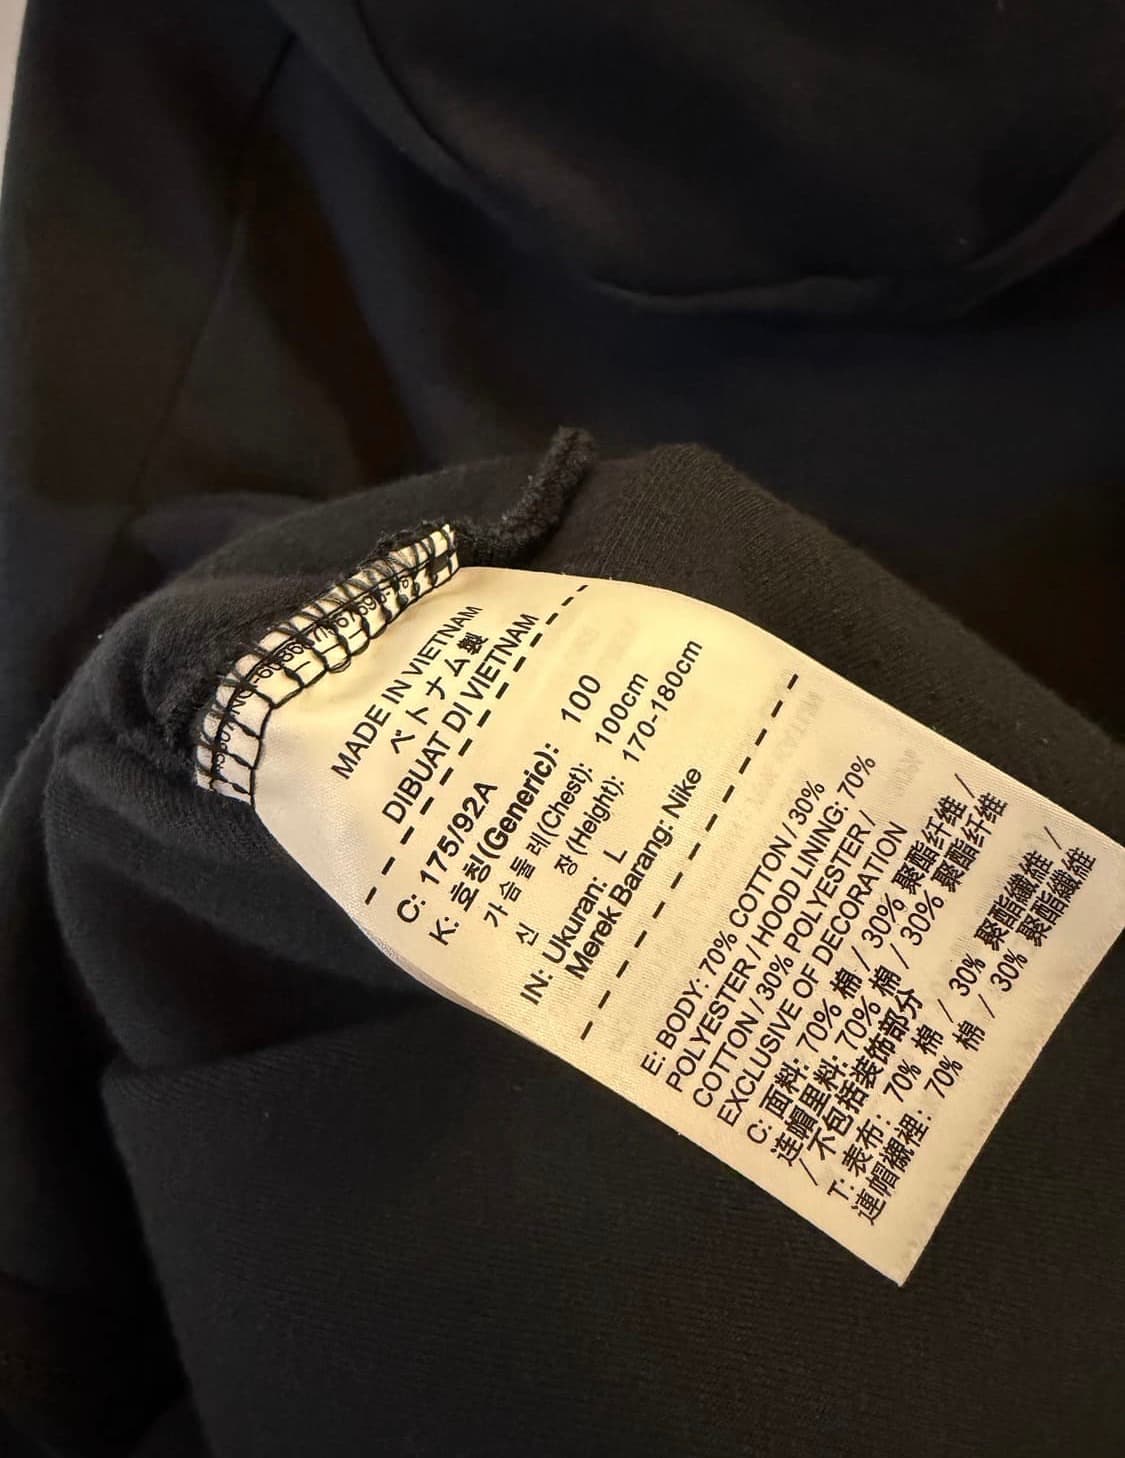 MADE IN VIETNAM
ベトナム製
DIBUAT DI VIETNAM
C: 175/92A
K: 호칭(Generic): 100
가슴둘레(Chest): 100cm
신 장(Height): 170-180cm
IN: Ukuran: L
Merek Barang: Nike
E: BODY: 70% COTTON / 30%
POLYESTER / HOOD LINING: 70%
COTTON / 30% POLYESTER /
EXCLUSIVE OF DECORATION
C: 面料: 70% 棉 / 30% 聚酯纤维 /
连帽里料: 70% 棉 / 30% 聚酯纤维
/ 不包括装饰部分
T: 表布: 70% 棉 / 30% 聚酯纖維 /
連帽襯裡: 70% 棉 / 30% 聚酯纖維